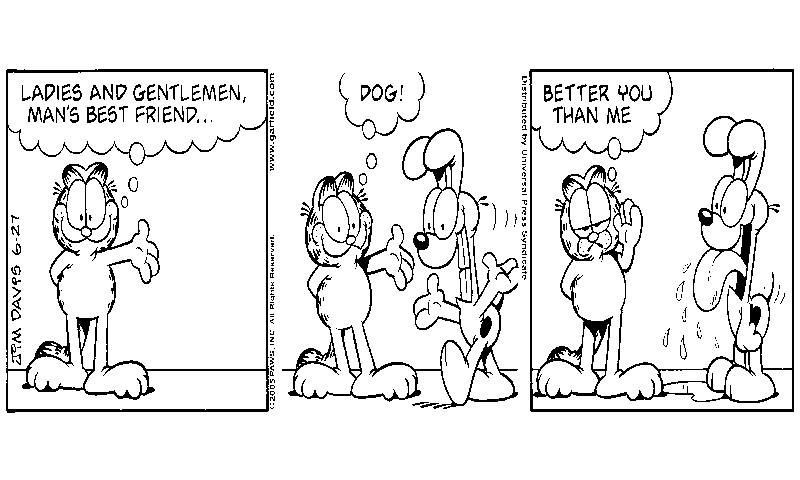 LADIES AND GENTLEMEN,
MAN'S BEST FRIEND...
JIM DAVIS 6-27
©2005 PAWS, INC. All Rights Reserved.
www.garfield.com
DOG!
Distributed by Universal Press Syndicate
BETTER YOU
THAN ME